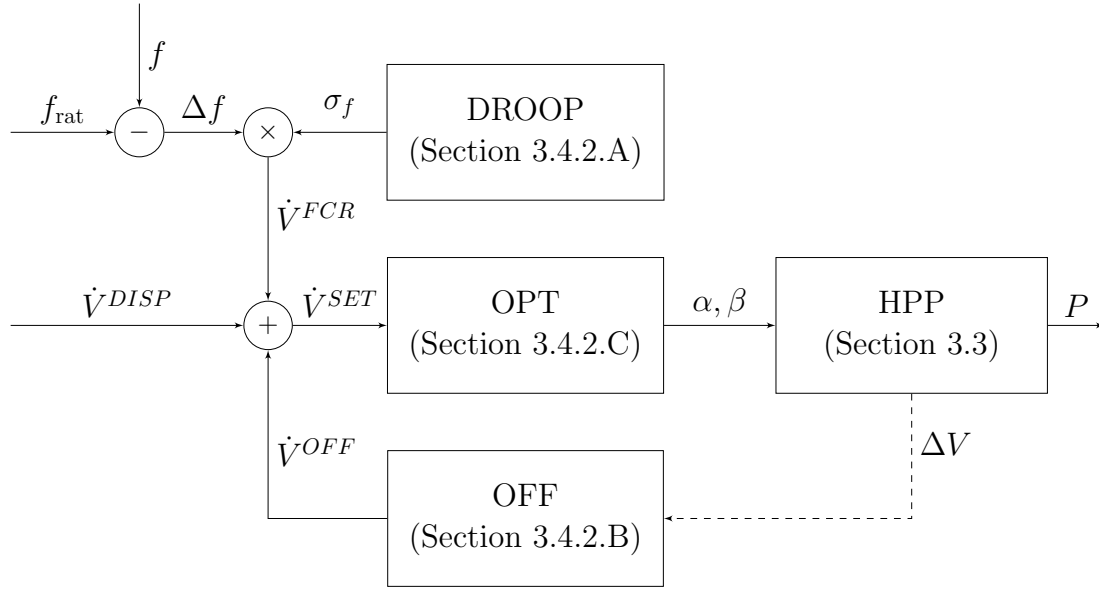 f
f_rat
Δf
σ_f
−
×
DROOP
(Section 3.4.2.A)
V̇^FCR
V̇^DISP
V̇^SET
+
OPT
(Section 3.4.2.C)
α, β
HPP
(Section 3.3)
P
V̇^OFF
ΔV
OFF
(Section 3.4.2.B)